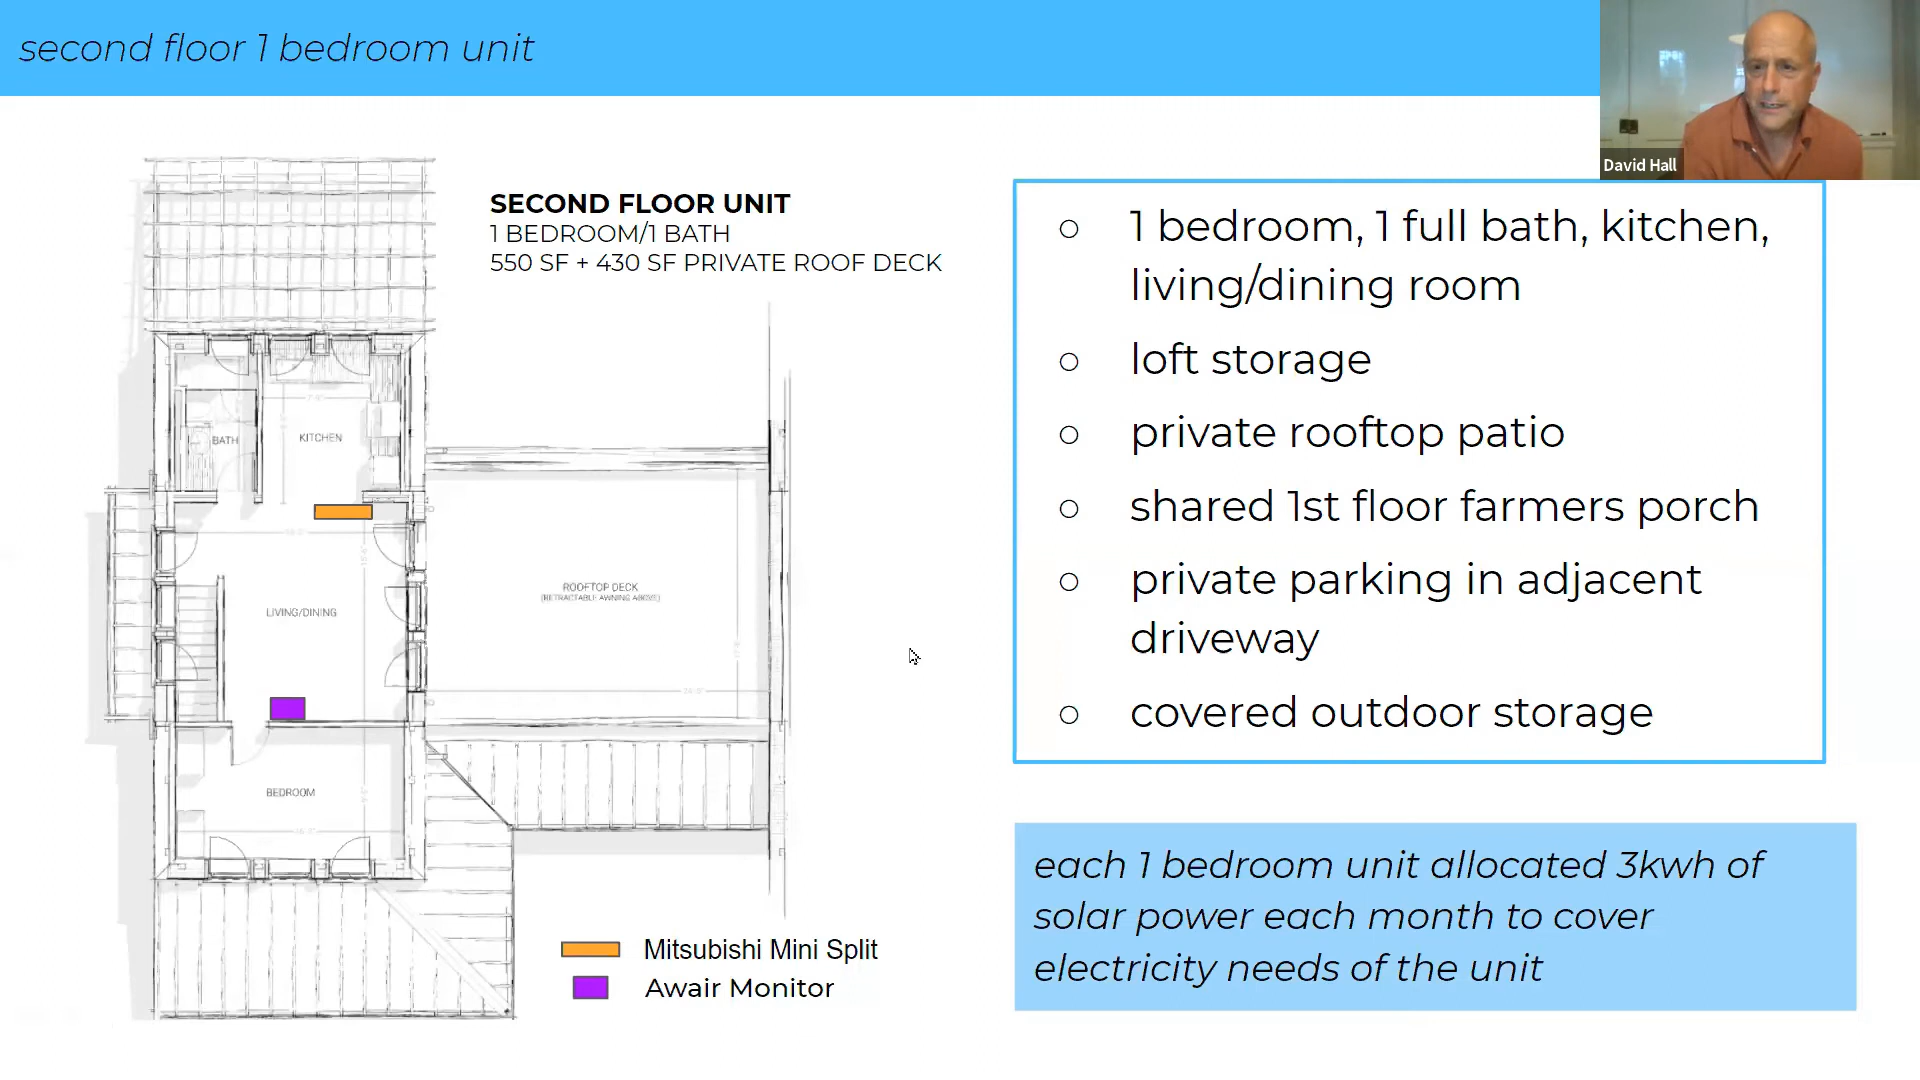 second floor 1 bedroom unit
David Hall
SECOND FLOOR UNIT
1 BEDROOM/1 BATH
550 SF + 430 SF PRIVATE ROOF DECK
BATH
KITCHEN
LIVING/DINING
ROOFTOP DECK
(RETRACTABLE AWNING ABOVE)
BEDROOM
Mitsubishi Mini Split
Awair Monitor
1 bedroom, 1 full bath, kitchen,
living/dining room
loft storage
private rooftop patio
shared 1st floor farmers porch
private parking in adjacent
driveway
covered outdoor storage
each 1 bedroom unit allocated 3kwh of
solar power each month to cover
electricity needs of the unit